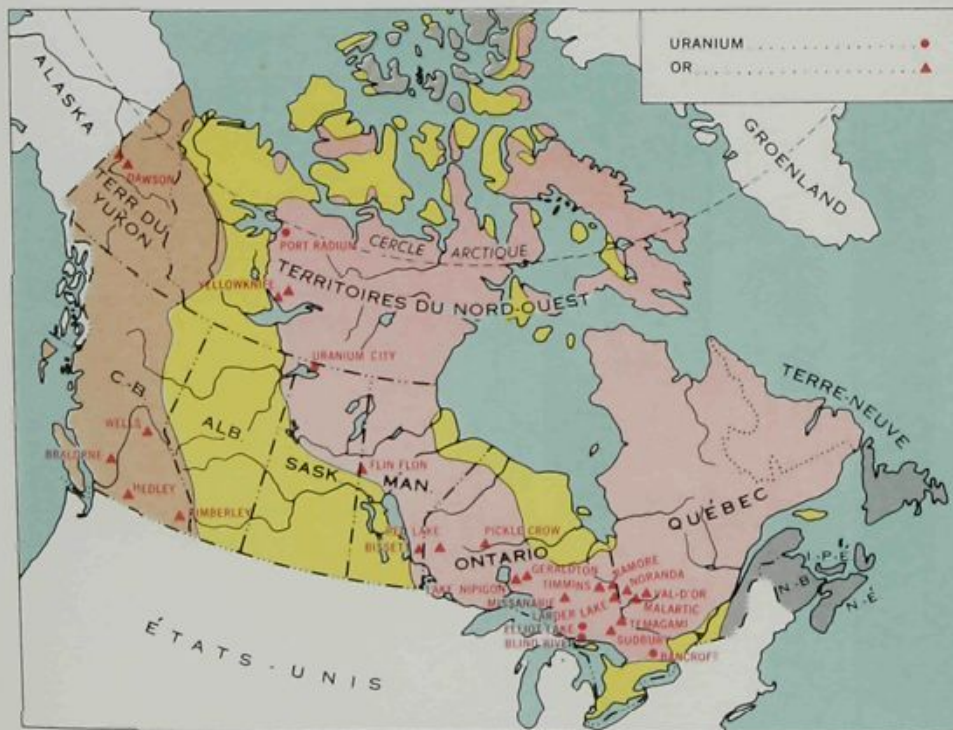 URANIUM
OR
ALASKA
GROENLAND
DAWSON
TERR DU
YUKON
PORT RADIUM
CERCLE ARCTIQUE
YELLOWKNIFE
TERRITOIRES DU NORD-OUEST
URANIUM CITY
TERRE-NEUVE
C.-B.
WELLS
ALB.
BRALORNE
SASK
FLIN FLON
MAN.
HEDLEY
KIMBERLEY
QUÉBEC
RED LAKE
PICKLE CROW
BISSETT
ONTARIO
I.-P.-É
GERALDTON
RAMORE
N.-B
LAKE NIPIGON
TIMMINS
NORANDA
N.-É
MISSANABIE
VAL-D'OR
LARDER LAKE
MALARTIC
ELLIOT LAKE
TEMAGAMI
BLIND RIVER
SUDBURY
BANCROFT
ÉTATS-UNIS